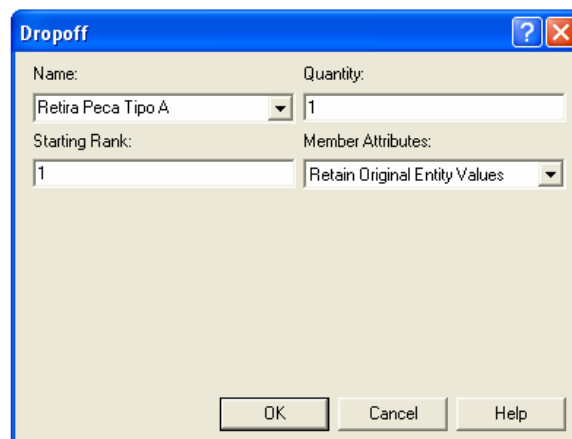 Dropoff
Name: Quantity:
Retira Peca Tipo A 1
Starting Rank: Member Attributes:
1 Retain Original Entity Values
OK Cancel Help